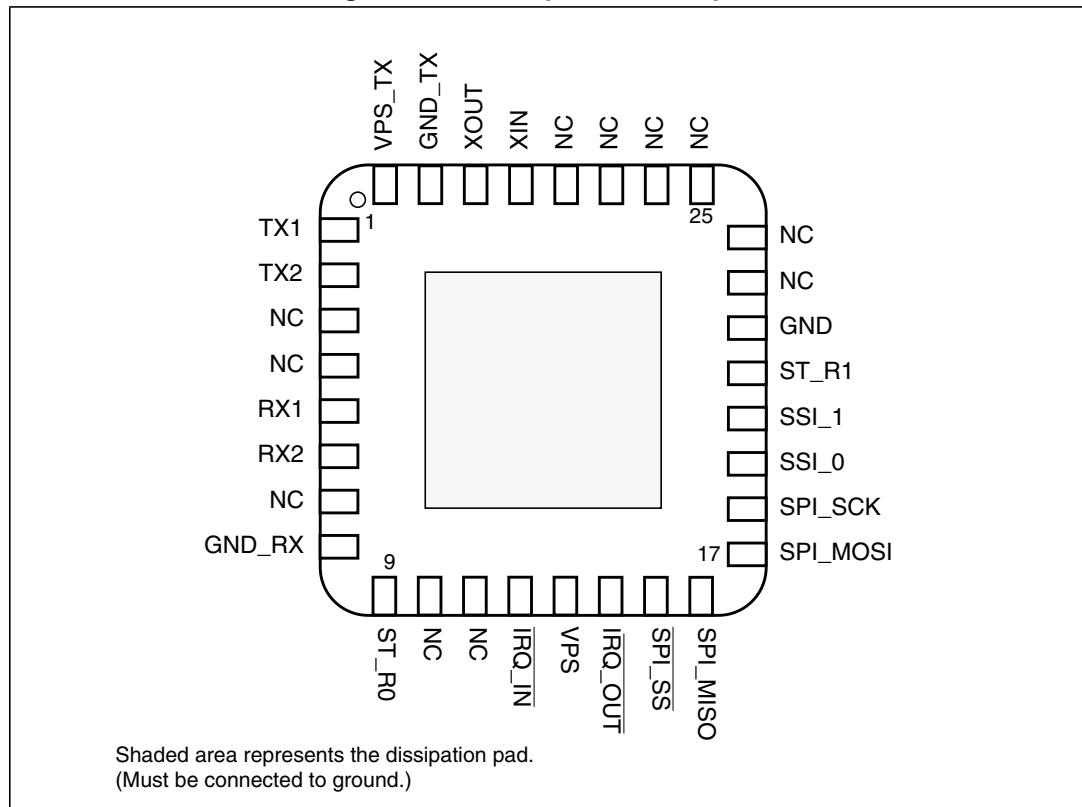 VPS_TX
GND_TX
XOUT
XIN
NC
NC
NC
NC
1
25
TX1
TX2
NC
NC
RX1
RX2
NC
GND_RX
NC
NC
GND
ST_R1
SSI_1
SSI_0
SPI_SCK
SPI_MOSI
9
17
ST_R0
NC
NC
IRQ_IN
VPS
IRQ_OUT
SPI_SS
SPI_MISO
Shaded area represents the dissipation pad.
(Must be connected to ground.)